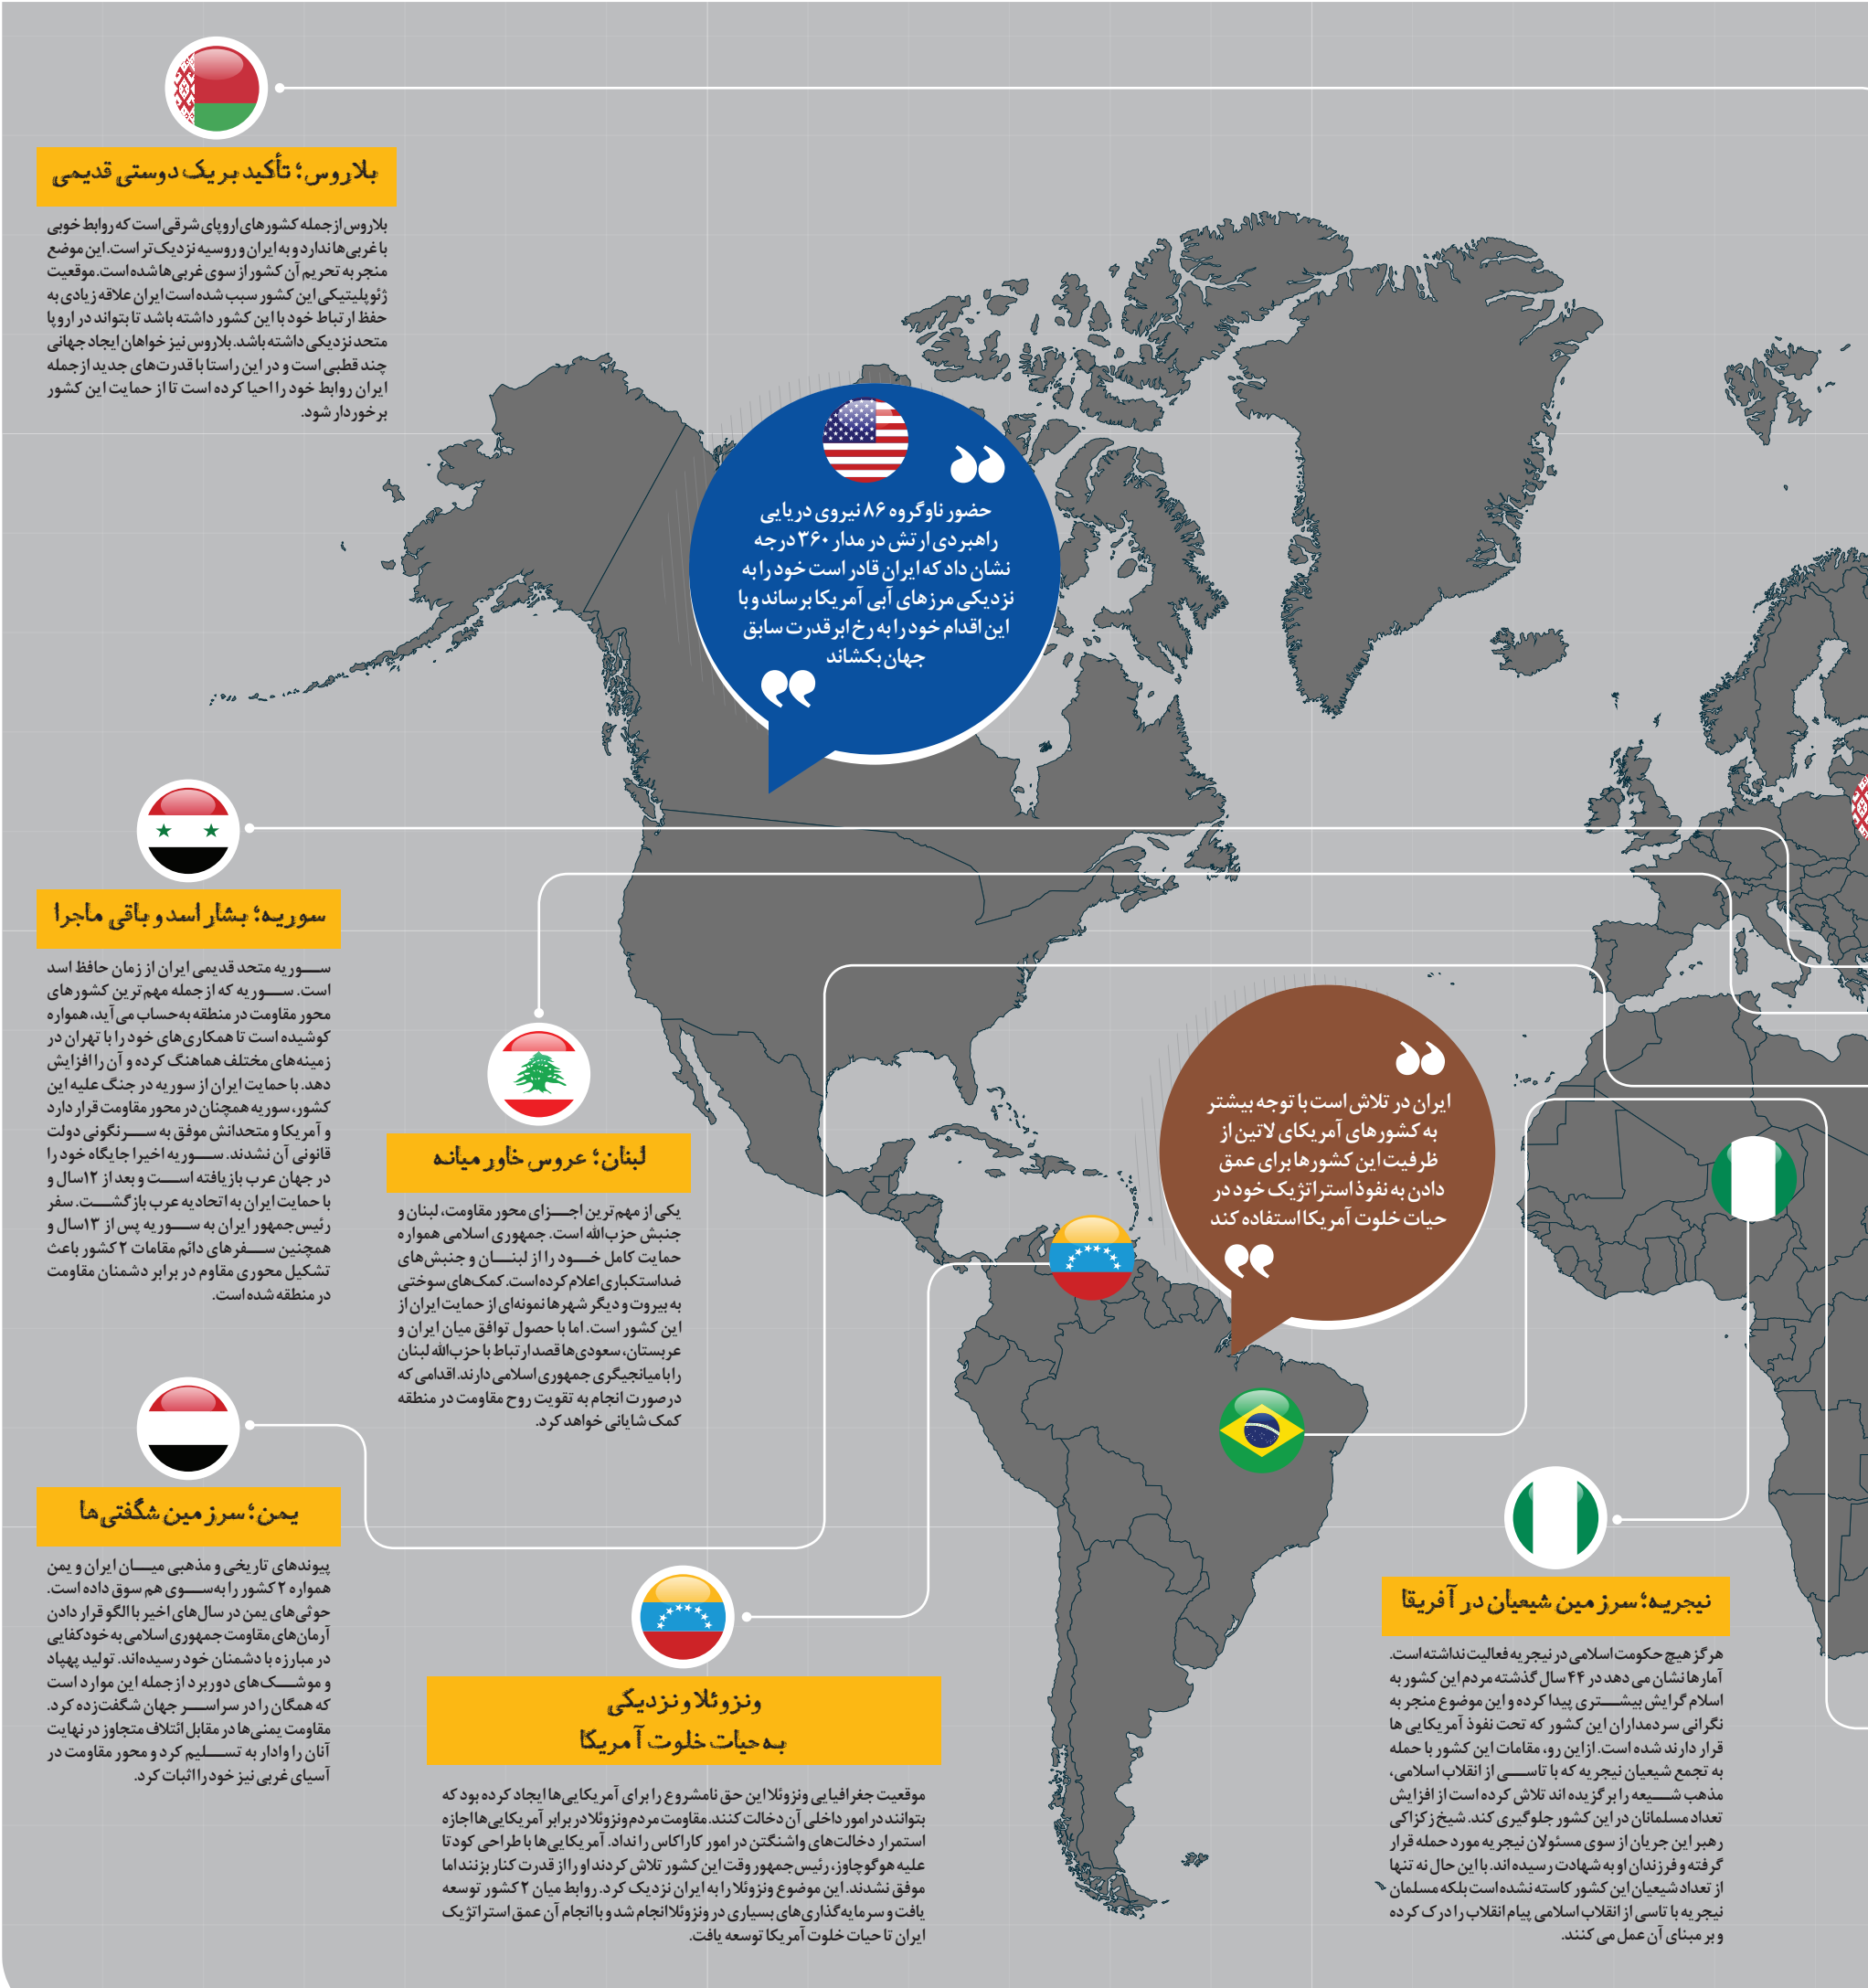 بلاروس؛ تأکید بر یک دوستی قدیمی
بلاروس ازجمله کشورهای اروپای شرقی است که روابط خوبی
با غربی‌ها ندارد و به ایران و روسیه نزدیک‌تر است. این موضع
منجر به تحریم آن کشور از سوی غربی‌ها شده‌است. موقعیت
ژئوپلیتیکی این کشور سبب شده‌است ایران علاقه زیادی به
حفظ ارتباط خود با این کشور داشته باشد تا بتواند در اروپا
متحد نزدیکی داشته باشد. بلاروس نیز خواهان ایجاد جهانی
چند قطبی است و در این راستا با قدرت‌های جدید ازجمله
ایران روابط خود را احیا کرده است تا از حمایت این کشور
برخوردار شود.
حضور ناوگروه ۸۶ نیروی دریایی
راهبردی ارتش در مدار ۳۶۰ درجه
نشان داد که ایران قادر است خود را به
نزدیکی مرزهای آبی آمریکا برساند و با
این اقدام خود را به رخ ابرقدرت سابق
جهان بکشاند
سوریه؛ بشار اسد و باقی ماجرا
سوریه متحد قدیمی ایران از زمان حافظ اسد
است. سوریه که ازجمله مهم‌ترین کشورهای
محور مقاومت در منطقه به‌حساب می‌آید، همواره
کوشیده است تا همکاری‌های خود را با تهران در
زمینه‌های مختلف هماهنگ کرده و آن را افزایش
دهد. با حمایت ایران از سوریه در جنگ علیه این
کشور، سوریه همچنان در محور مقاومت قرار دارد
و آمریکا و متحدانش موفق به سرنگونی دولت
قانونی آن نشدند. سوریه اخیرا جایگاه خود را
در جهان عرب بازیافته است و بعد از ۱۲سال و
با حمایت ایران به اتحادیه عرب بازگشت. سفر
رئیس‌جمهور ایران به سوریه پس از ۱۳سال و
همچنین سفرهای دائم مقامات ۲ کشور باعث
تشکیل محوری مقاوم در برابر دشمنان مقاومت
در منطقه شده است.
لبنان؛ عروس خاورمیانه
یکی از مهم‌ترین اجزای محور مقاومت، لبنان و
جنبش حزب‌الله است. جمهوری اسلامی همواره
حمایت کامل خود را از لبنان و جنبش‌های
ضداستکباری اعلام کرده است. کمک‌های سوختی
به بیروت و دیگر شهرها نمونه‌ای از حمایت ایران از
این کشور است. اما با حصول توافق میان ایران و
عربستان، سعودی‌ها قصد ارتباط با حزب‌الله لبنان
را با میانجیگری جمهوری اسلامی دارند. اقدامی که
درصورت انجام به تقویت روح مقاومت در منطقه
کمک شایانی خواهد کرد.
ایران در تلاش است با توجه بیشتر
به کشورهای آمریکای لاتین از
ظرفیت این کشورها برای عمق
دادن به نفوذ استراتژیک خود در
حیات خلوت آمریکا استفاده کند
یمن؛ سرزمین شگفتی‌ها
پیوندهای تاریخی و مذهبی میان ایران و یمن
همواره ۲ کشور را به‌سوی هم سوق داده است.
حوثی‌های یمن در سال‌های اخیر با الگو قرار دادن
آرمان‌های مقاومت جمهوری اسلامی به خودکفایی
در مبارزه با دشمنان خود رسیده‌اند. تولید پهپاد
و موشک‌های دوربرد ازجمله این موارد است
که همگان را در سراسر جهان شگفت‌زده کرد.
مقاومت یمنی‌ها در مقابل ائتلاف متجاوز در نهایت
آنان را وادار به تسلیم کرد و محور مقاومت در
آسیای غربی نیز خود را اثبات کرد.
ونزوئلا و نزدیکی
به حیات خلوت آمریکا
موقعیت جغرافیایی ونزوئلا این حق نامشروع را برای آمریکایی‌ها ایجاد کرده بود که
بتوانند در امور داخلی آن دخالت کنند. مقاومت مردم ونزوئلا در برابر آمریکایی‌ها اجازه
استمرار دخالت‌های واشنگتن در امور کاراکاس را نداد. آمریکایی‌ها با طراحی کودتا
علیه هوگو چاوز، رئیس‌جمهور وقت این کشور تلاش کردند او را از قدرت کنار بزنند اما
موفق نشدند. این موضوع ونزوئلا را به ایران نزدیک کرد. روابط میان ۲ کشور توسعه
یافت و سرمایه‌گذاری‌های بسیاری در ونزوئلا انجام شد و با انجام آن عمق استراتژیک
ایران تا حیات خلوت آمریکا توسعه یافت.
نیجریه؛ سرزمین شیعیان در آفریقا
هرگز هیچ حکومت اسلامی در نیجریه فعالیت نداشته است.
آمارها نشان می دهد در ۴۴ سال گذشته مردم این کشور به
اسلام گرایش بیشتری پیدا کرده و این موضوع منجر به
نگرانی سردمداران این کشور که تحت نفوذ آمریکایی ها
قرار دارند شده است. ازاین رو، مقامات این کشور با حمله
به تجمع شیعیان نیجریه که با تاسی از انقلاب اسلامی،
مذهب شیعه را برگزیده اند تلاش کرده است از افزایش
تعداد مسلمانان در این کشور جلوگیری کند. شیخ زکزاکی
رهبر این جریان از سوی مسئولان نیجریه مورد حمله قرار
گرفته و فرزندان او به شهادت رسیده اند. با این حال نه تنها
از تعداد شیعیان این کشور کاسته نشده است بلکه مسلمان
نیجریه با تاسی از انقلاب اسلامی پیام انقلاب را درک کرده
و بر مبنای آن عمل می کنند.